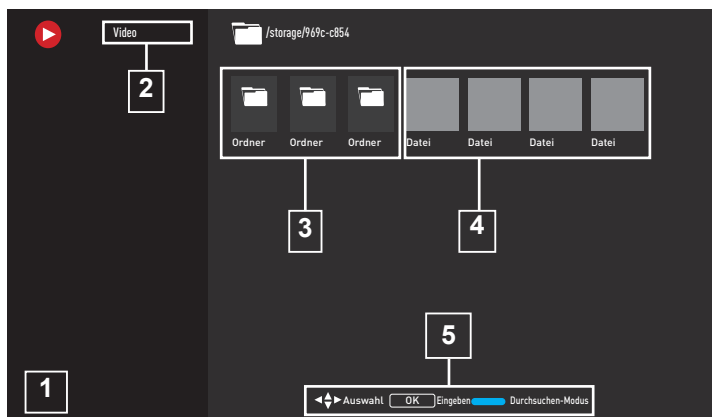 Video
/storage/969c-c854
2
Ordner Ordner Ordner Datei Datei Datei Datei
3 4
5
1
Auswahl OK Eingeben Durchsuchen-Modus